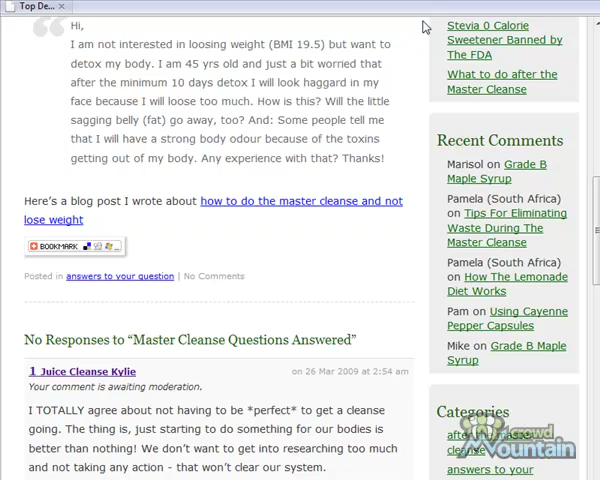 Top De...
Hi,
I am not interested in loosing weight (BMI 19.5) but want to
detox my body. I am 45 yrs old and just a bit worried that
after the minimum 10 days detox I will look haggard in my
face because I will loose too much. How is this? Will the little
sagging belly (fat) go away, too? And: Some people tell me
that I will have a strong body odour because of the toxins
getting out of my body. Any experience with that? Thanks!
Here's a blog post I wrote about how to do the master cleanse and not
lose weight
BOOKMARK
Posted in answers to your question | No Comments
No Responses to “Master Cleanse Questions Answered”
1 Juice Cleanse Kylie
on 26 Mar 2009 at 2:54 am
Your comment is awaiting moderation.
I TOTALLY agree about not having to be *perfect* to get a cleanse
going. The thing is, just starting to do something for our bodies is
better than nothing! We don't want to get into researching too much
and not taking any action - that won't clear our system.
Stevia 0 Calorie
Sweetener Banned by
The FDA
What to do after the
Master Cleanse
Recent Comments
Marisol on Grade B
Maple Syrup
Pamela (South Africa)
on Tips For Eliminating
Waste During The
Master Cleanse
Pamela (South Africa)
on How The Lemonade
Diet Works
Pam on Using Cayenne
Pepper Capsules
Mike on Grade B Maple
Syrup
Categories
after the master
cleanse
answers to your
crowd
Mountain